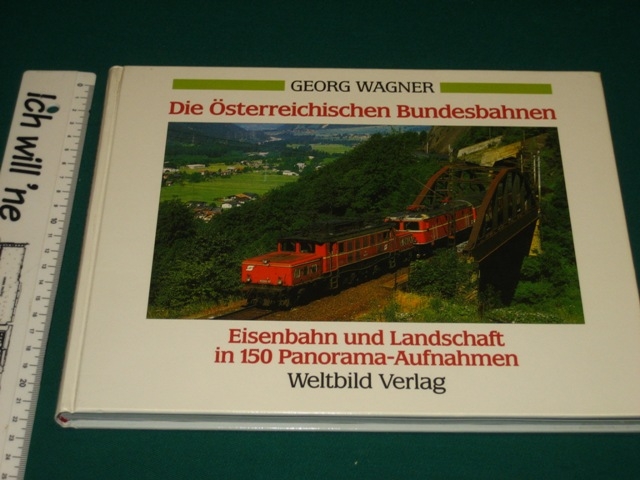 GEORG WAGNER
Die Österreichischen Bundesbahnen
Eisenbahn und Landschaft
in 150 Panorama-Aufnahmen
Weltbild Verlag
ich will 'ne